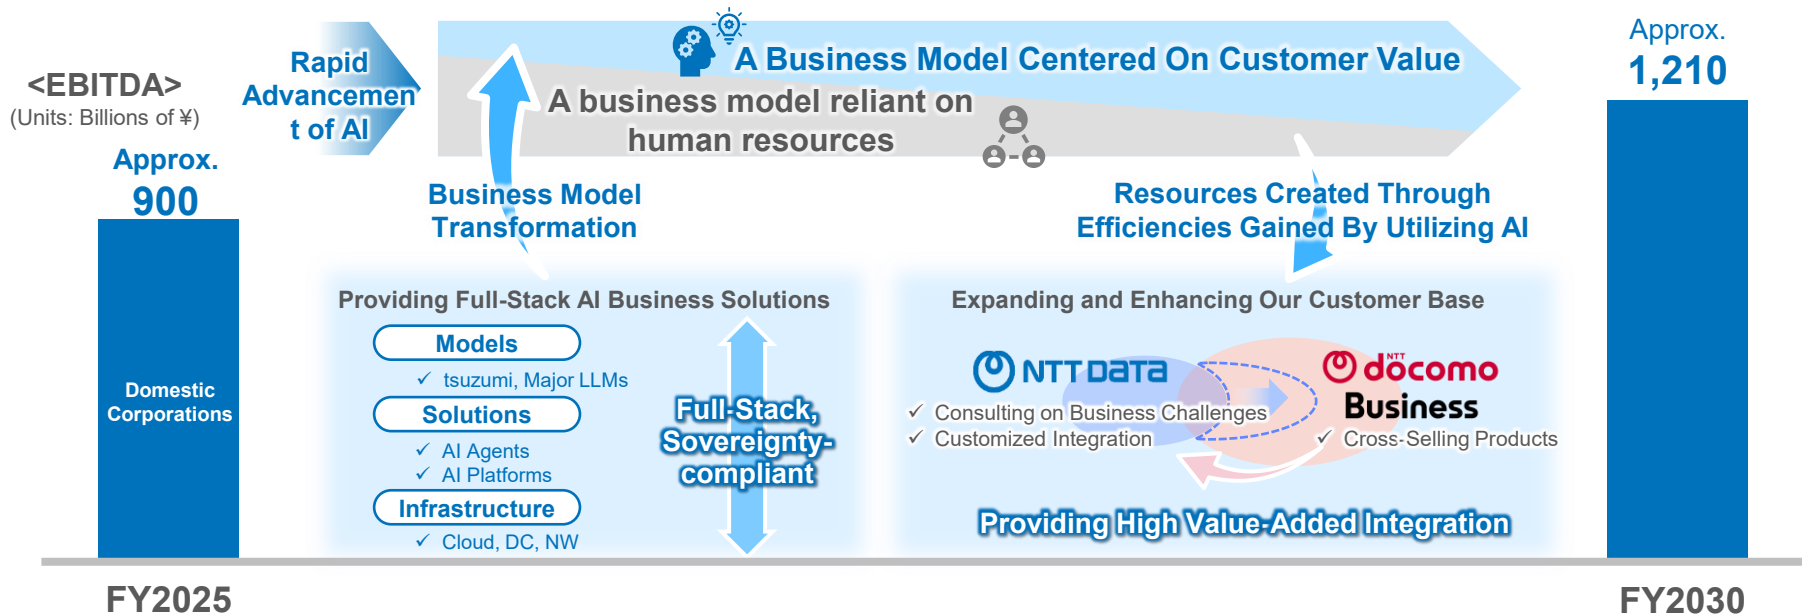 <EBITDA>
(Units: Billions of ¥)
Approx.
900
Domestic
Corporations
FY2025
Rapid
Advancemen
t of AI
A Business Model Centered On Customer Value
A business model reliant on
human resources
Business Model
Transformation
Resources Created Through
Efficiencies Gained By Utilizing AI
Providing Full-Stack AI Business Solutions
Models
✓ tsuzumi, Major LLMs
Solutions
✓ AI Agents
✓ AI Platforms
Infrastructure
✓ Cloud, DC, NW
Full-Stack,
Sovereignty-
compliant
Expanding and Enhancing Our Customer Base
NTT DATA
✓ Consulting on Business Challenges
✓ Customized Integration
NTT
döcomo
Business
✓ Cross-Selling Products
Providing High Value-Added Integration
Approx.
1,210
FY2030